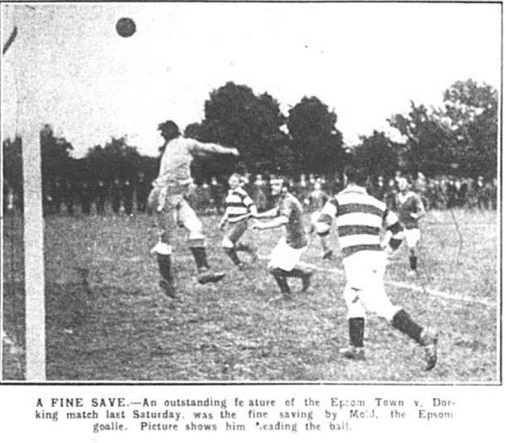 A FINE SAVE.—An outstanding feature of the Epsom Town v. Dor-
king match last Saturday, was the fine saving by the Epsom
goalie. Picture shows him heading the ball.